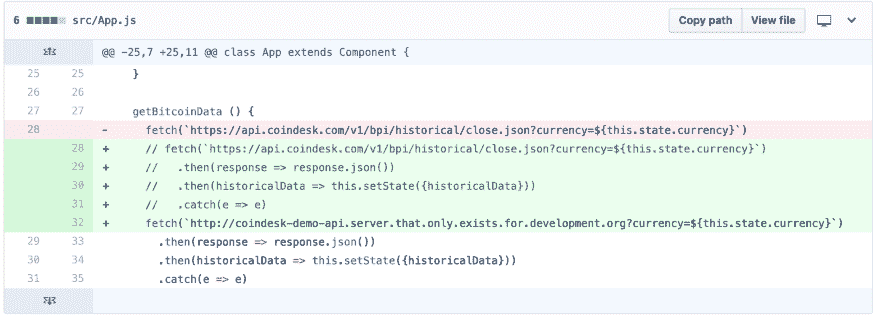 6 src/App.js Copy path View file
@@ -25,7 +25,11 @@ class App extends Component {
25 25 }
26 26
27 27 getBitcoinData () {
28 - fetch(`https://api.coindesk.com/v1/bpi/historical/close.json?currency=${this.state.currency}`)
28 + // fetch(`https://api.coindesk.com/v1/bpi/historical/close.json?currency=${this.state.currency}`)
29 + // .then(response => response.json())
30 + // .then(historicalData => this.setState({historicalData}))
31 + // .catch(e => e)
32 + fetch(`http://coindesk-demo-api.server.that.only.exists.for.development.org?currency=${this.state.currency}`)
29 33 .then(response => response.json())
30 34 .then(historicalData => this.setState({historicalData}))
31 35 .catch(e => e)